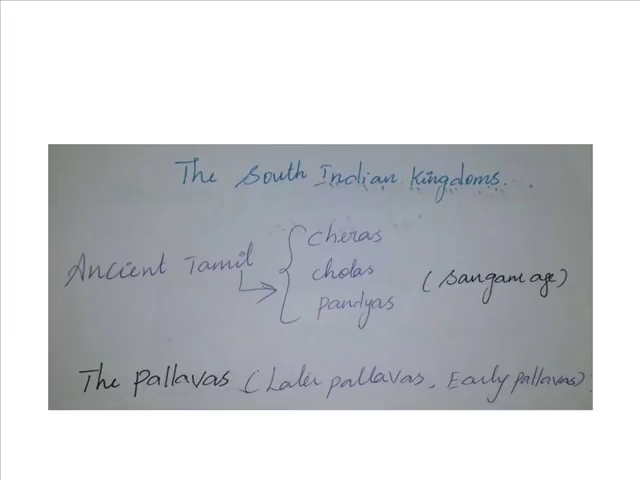 The South Indian Kingdoms.
Ancient Tamil
cheras
cholas
pandyas
(Sangam age)
The Pallavas (Later pallavas, Early pallavas)